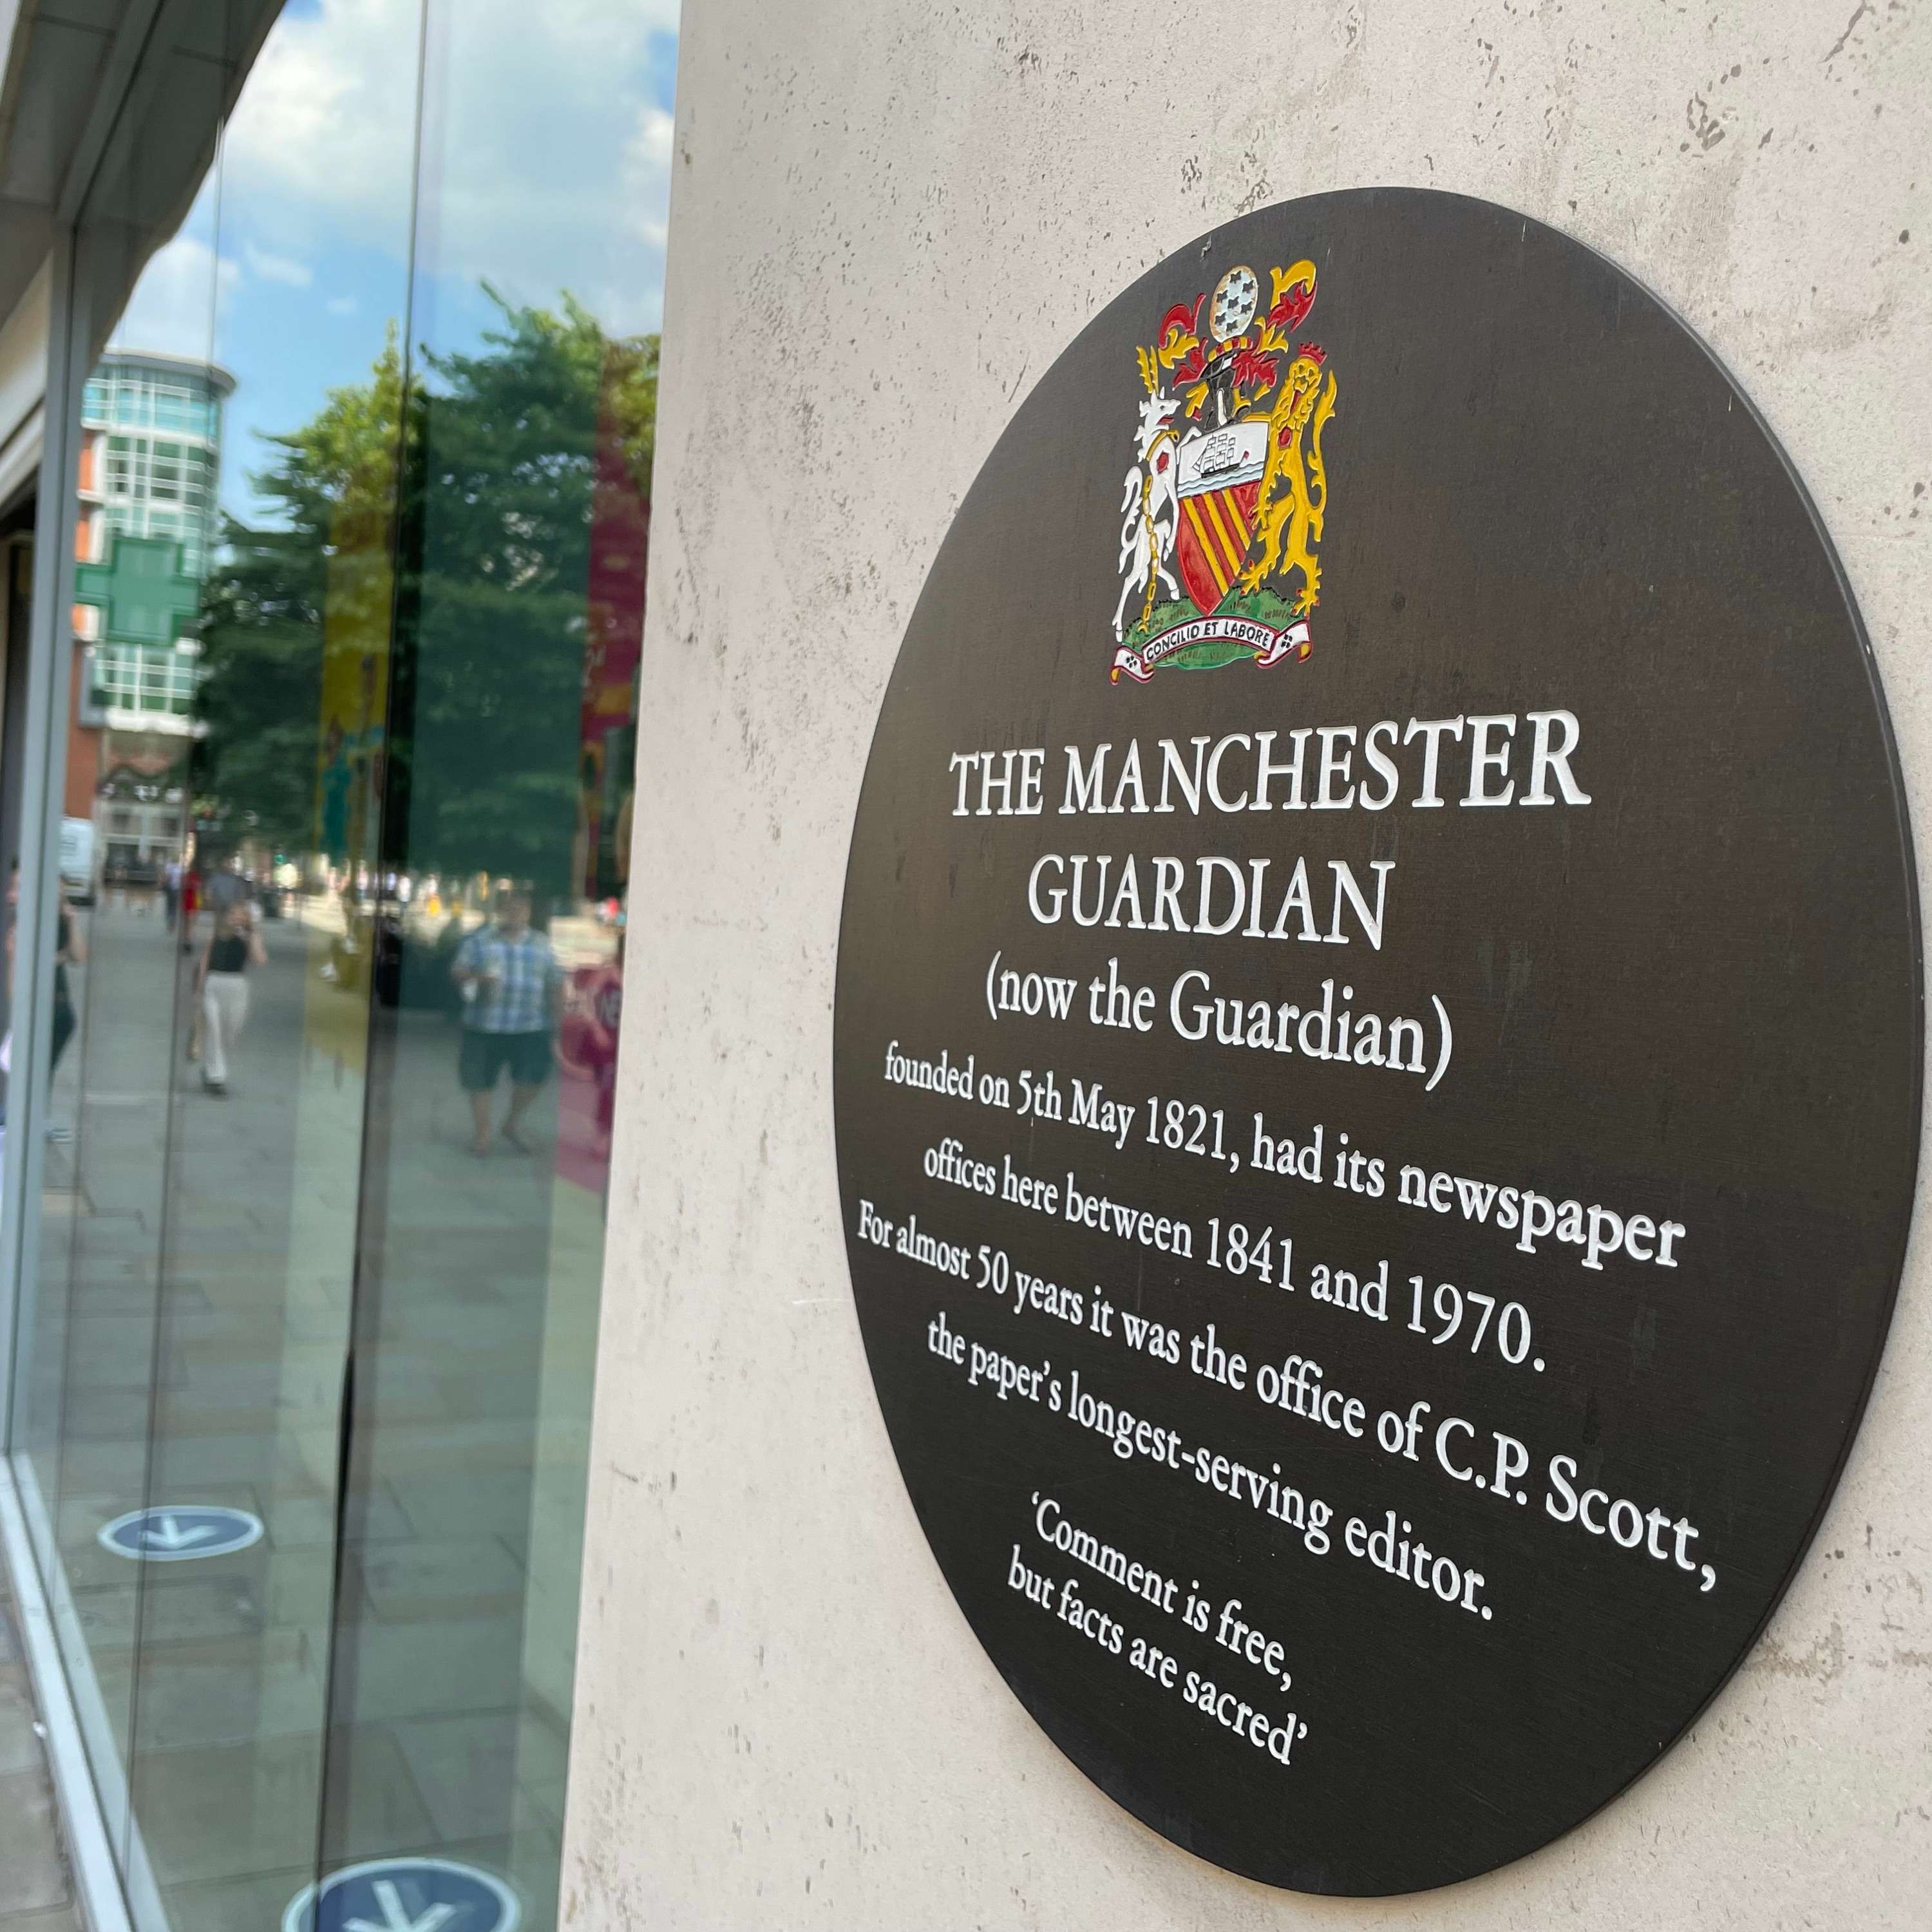 CONCILIO ET LABORE
THE MANCHESTER
GUARDIAN
(now the Guardian)
founded on 5th May 1821, had its newspaper
offices here between 1841 and 1970.
For almost 50 years it was the office of C.P. Scott,
the paper's longest-serving editor.
'Comment is free,
but facts are sacred'